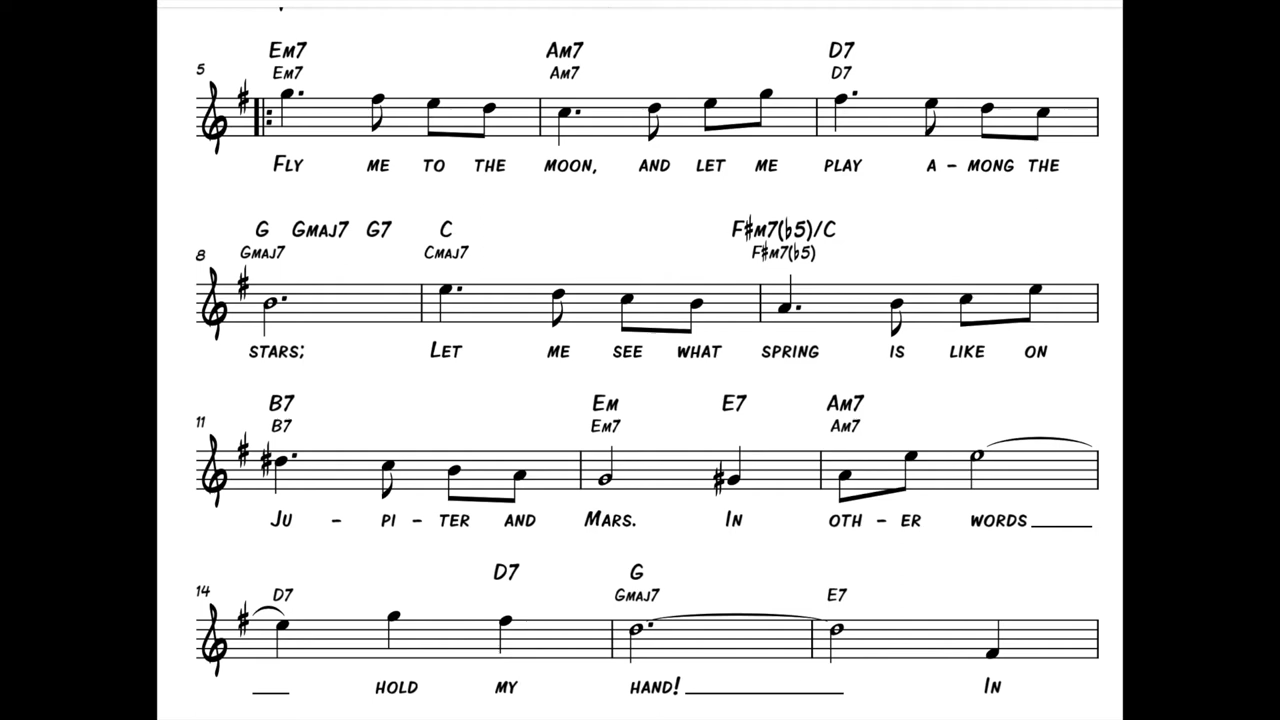 Em7 Am7 D7
5 Em7 Am7 D7
Fly me to the moon, and let me play a - mong the
G Gmaj7 G7 C F#m7(b5)/C
8 Gmaj7 Cmaj7 F#m7(b5)
stars; Let me see what spring is like on
B7 Em E7 Am7
11 B7 Em7 Am7
Ju - pi - ter and Mars. In oth - er words
D7 G
14 D7 Gmaj7 E7
hold my hand! In